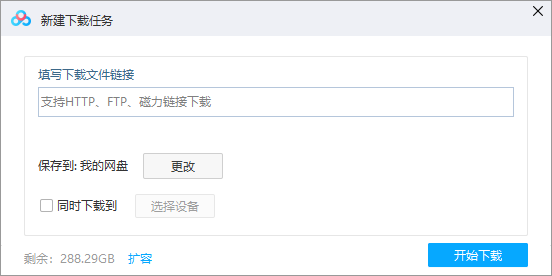 新建下载任务
填写下载文件链接
支持HTTP、FTP、磁力链接下载
保存到: 我的网盘 更改
同时下载到 选择设备
剩余：288.29GB 扩容 开始下载